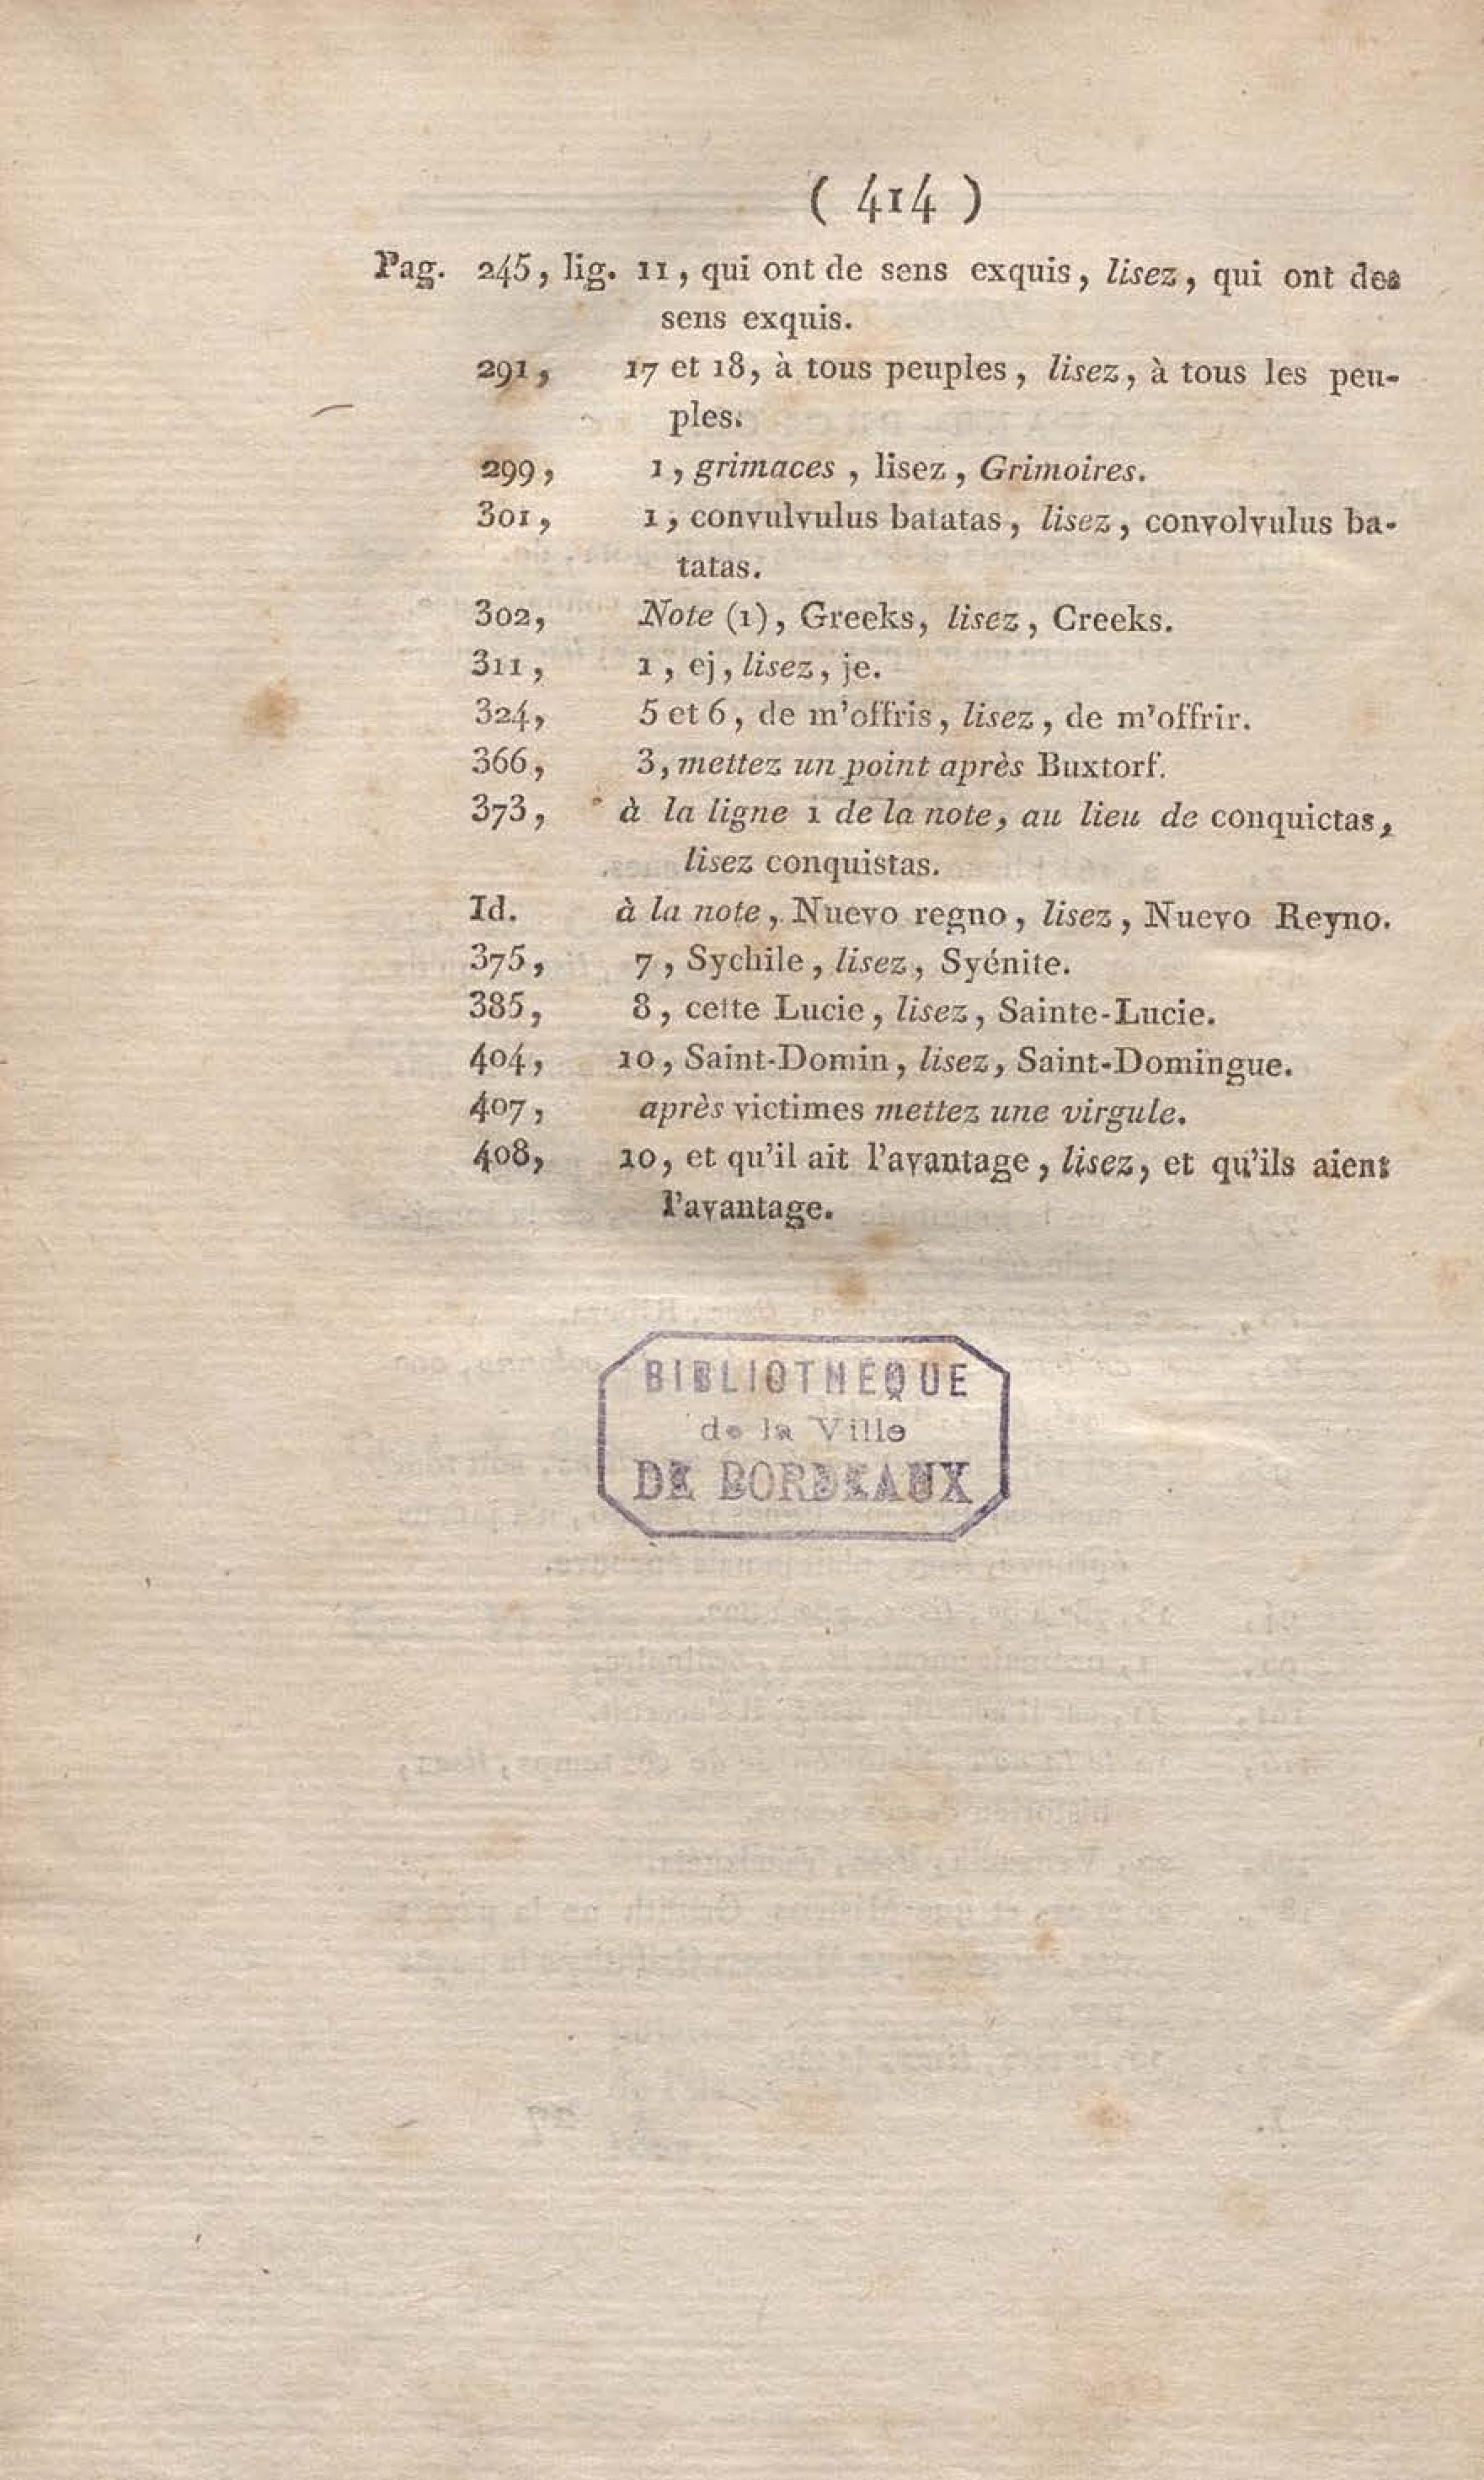 ( 414 )
Pag. 245, lig. 11, qui ont de sens exquis, lisez, qui ont des
sens exquis.
291, 17 et 18, à tous peuples, lisez, à tous les peu-
ples.
299, 1, grimaces, lisez, Grimoires.
301, 1, convulvulus batatas, lisez, convolvulus ba-
tatas.
302, Note (1), Greeks, lisez, Creeks.
311, 1, ej, lisez, je.
324, 5 et 6, de m'offris, lisez, de m'offrir.
366, 3, mettez un point après Buxtorf.
373, à la ligne 1 de la note, au lieu de conquictas,
lisez conquistas.
Id. à la note, Nuevo regno, lisez, Nuevo Reyno.
375, 7, Sychile, lisez, Syénite.
385, 8, cette Lucie, lisez, Sainte-Lucie.
404, 10, Saint-Domin, lisez, Saint-Domingue.
407, après victimes mettez une virgule.
408, 10, et qu'il ait l'avantage, lisez, et qu'ils aient
l'avantage.
BIBLIOTHÈQUE
de la Ville
DE BORDEAUX